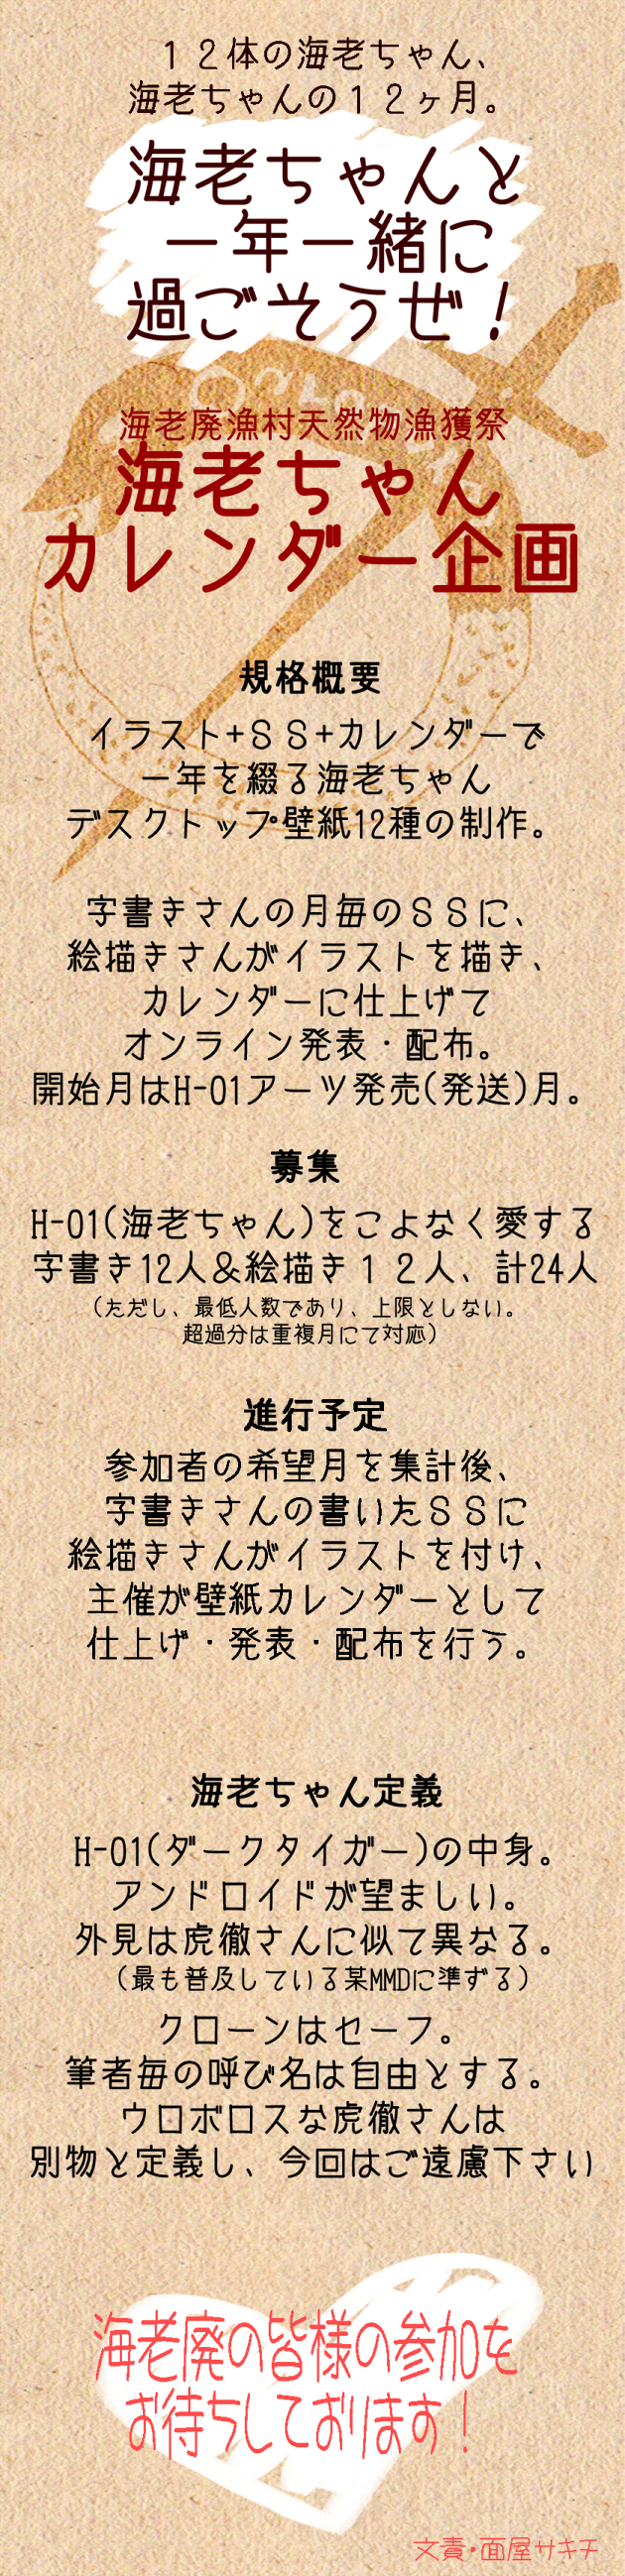 １２体の海老ちゃん、
海老ちゃんの１２ヶ月。
海老ちゃんと
一年一緒に
過ごそうぜ！
海老廃漁村天然物漁獲祭
海老ちゃん
カレンダー企画
規格概要
イラスト+ＳＳ+カレンダーで
一年を綴る海老ちゃん
デスクトップ壁紙12種の制作。
字書きさんの月毎のＳＳに、
絵描きさんがイラストを描き、
カレンダーに仕上げて
オンライン発表・配布。
開始月はH-01アーツ発売(発送)月。
募集
H-01(海老ちゃん)をこよなく愛する
字書き12人＆絵描き１２人、計24人
（ただし、最低人数であり、上限としない。
超過分は重複月にて対応）
進行予定
参加者の希望月を集計後、
字書きさんの書いたＳＳに
絵描きさんがイラストを付け、
主催が壁紙カレンダーとして
仕上げ・発表・配布を行う。
海老ちゃん定義
H-01(ダークタイガー)の中身。
アンドロイドが望ましい。
外見は虎徹さんに似て異なる。
（最も普及している某MMDに準ずる）
クローンはセーフ。
筆者毎の呼び名は自由とする。
ウロボロスな虎徹さんは
別物と定義し、今回はご遠慮下さい
海老廃の皆様の参加を
お待ちしております！
文責・面屋サキチ